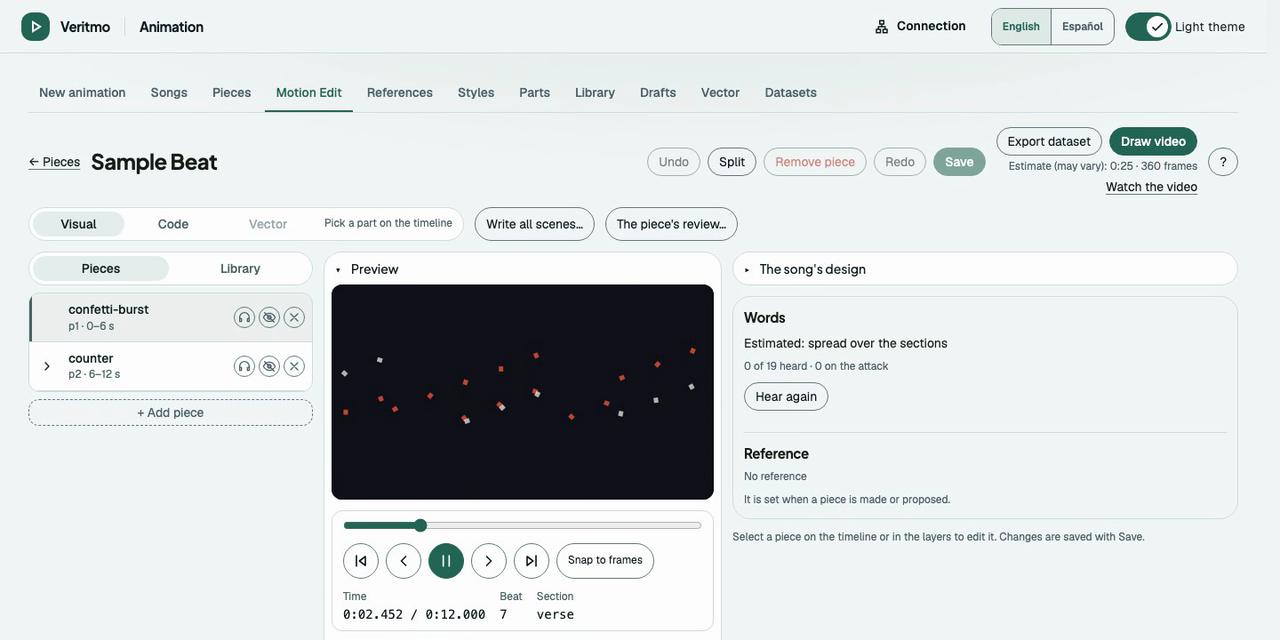 Veritmo
Animation
Connection
English
Español
Light theme
New animation
Songs
Pieces
Motion Edit
References
Styles
Parts
Library
Drafts
Vector
Datasets
← Pieces
Sample Beat
Undo
Split
Remove piece
Redo
Save
Export dataset
Draw video
Estimate (may vary): 0:25 · 360 frames
Watch the video
?
Visual
Code
Vector
Pick a part on the timeline
Write all scenes…
The piece's review…
Pieces
Library
confetti-burst
p1 · 0–6 s
counter
p2 · 6–12 s
+ Add piece
Preview
Snap to frames
Time
Beat
Section
0:02.452 / 0:12.000
7
verse
The song's design
Words
Estimated: spread over the sections
0 of 19 heard · 0 on the attack
Hear again
Reference
No reference
It is set when a piece is made or proposed.
Select a piece on the timeline or in the layers to edit it. Changes are saved with Save.